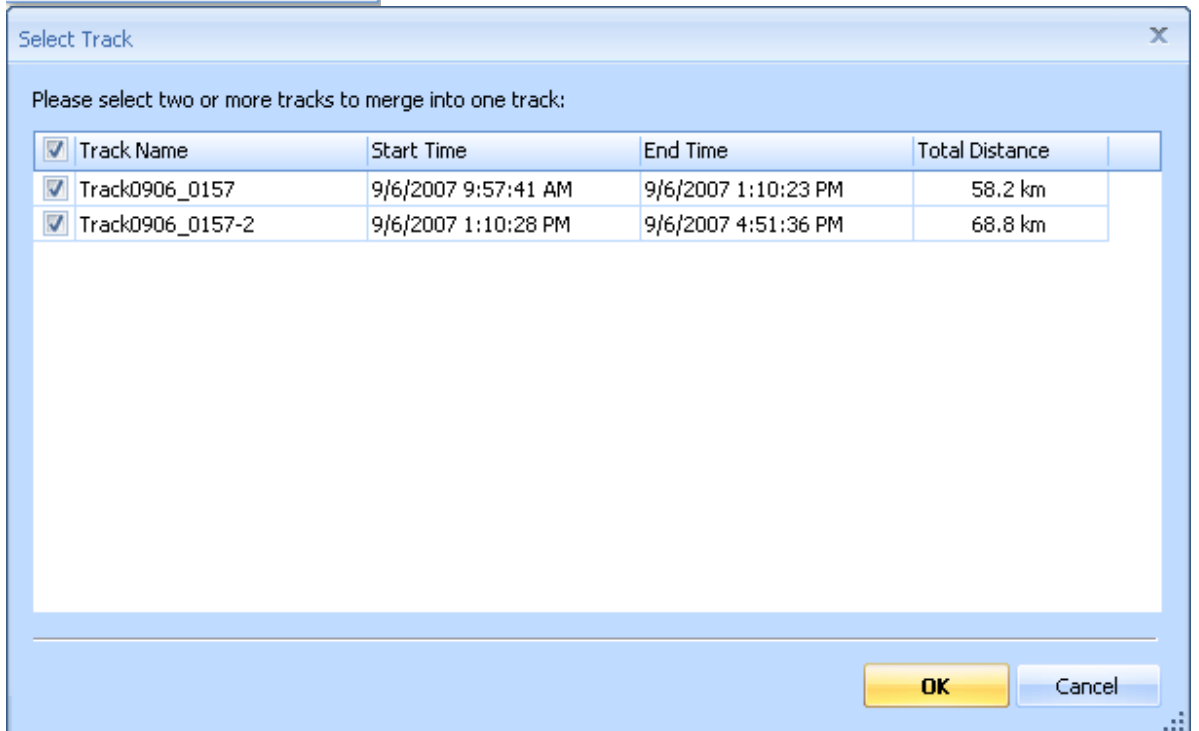 Select Track
Please select two or more tracks to merge into one track:
Track Name Start Time End Time Total Distance
Track0906_0157 9/6/2007 9:57:41 AM 9/6/2007 1:10:23 PM 58.2 km
Track0906_0157-2 9/6/2007 1:10:28 PM 9/6/2007 4:51:36 PM 68.8 km
OK Cancel